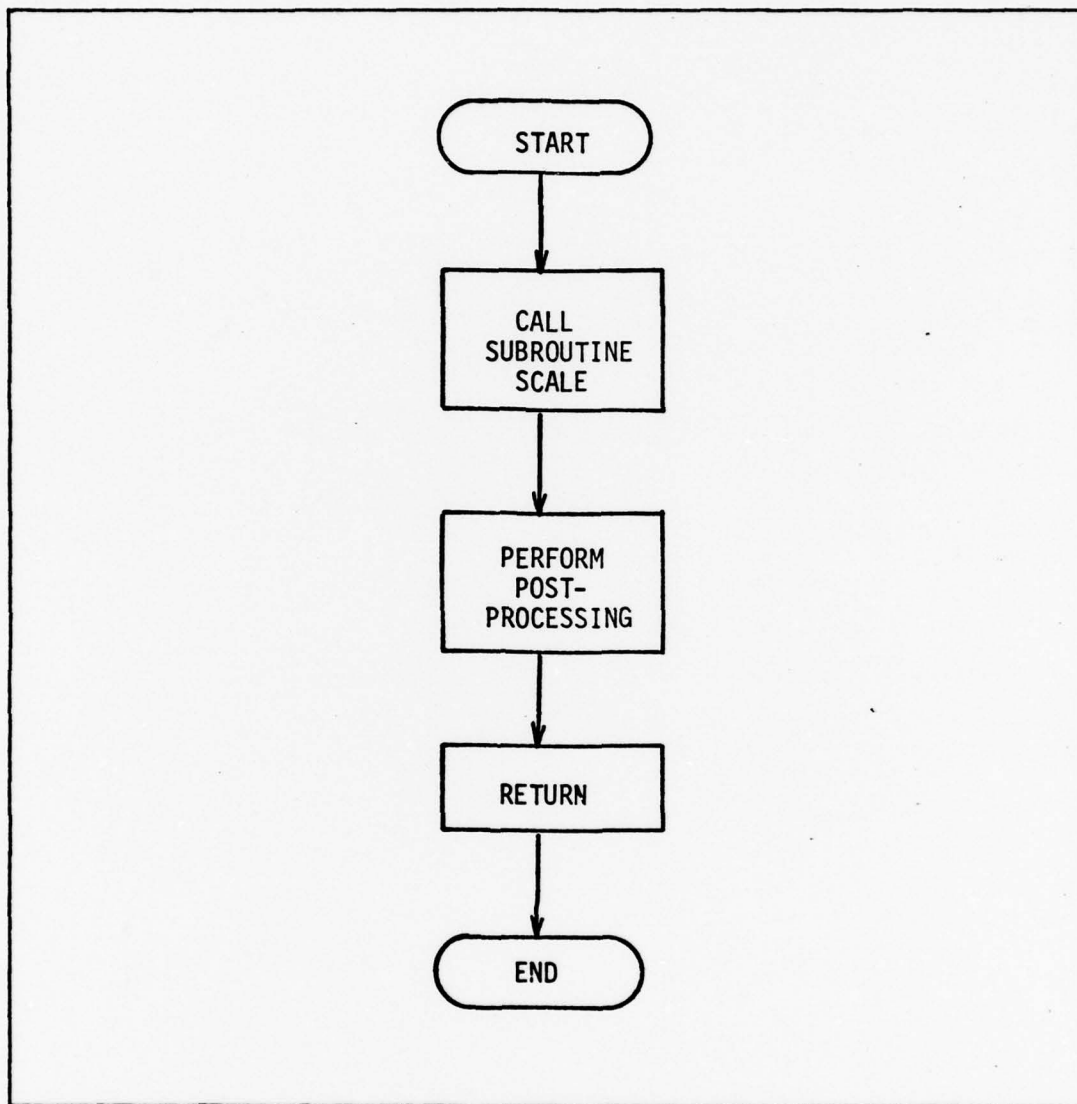 START
CALL
SUBROUTINE
SCALE
PERFORM
POST-
PROCESSING
RETURN
END